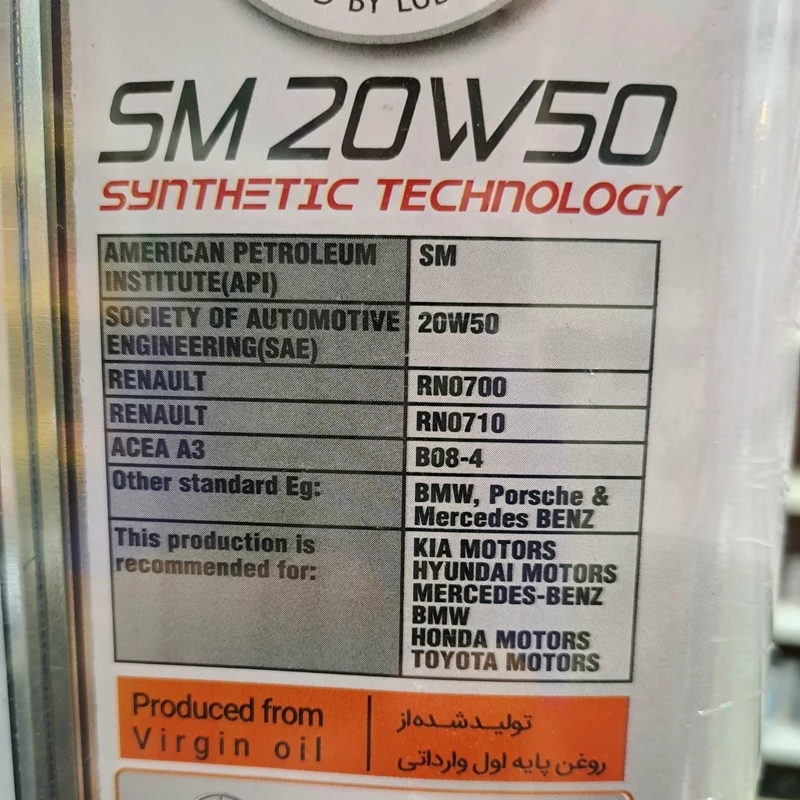 BY
SM 20W50
SYNTHETIC TECHNOLOGY
AMERICAN PETROLEUM INSTITUTE(API) SM
SOCIETY OF AUTOMOTIVE ENGINEERING(SAE) 20W50
RENAULT RN0700
RENAULT RN0710
ACEA A3 B08-4
Other standard Eg: BMW, Porsche &
Mercedes BENZ
This production is recommended for: KIA MOTORS
HYUNDAI MOTORS
MERCEDES-BENZ
BMW
HONDA MOTORS
TOYOTA MOTORS
Produced from
Virgin oil
تولیدشده‌از
روغن پایه اول وارداتی